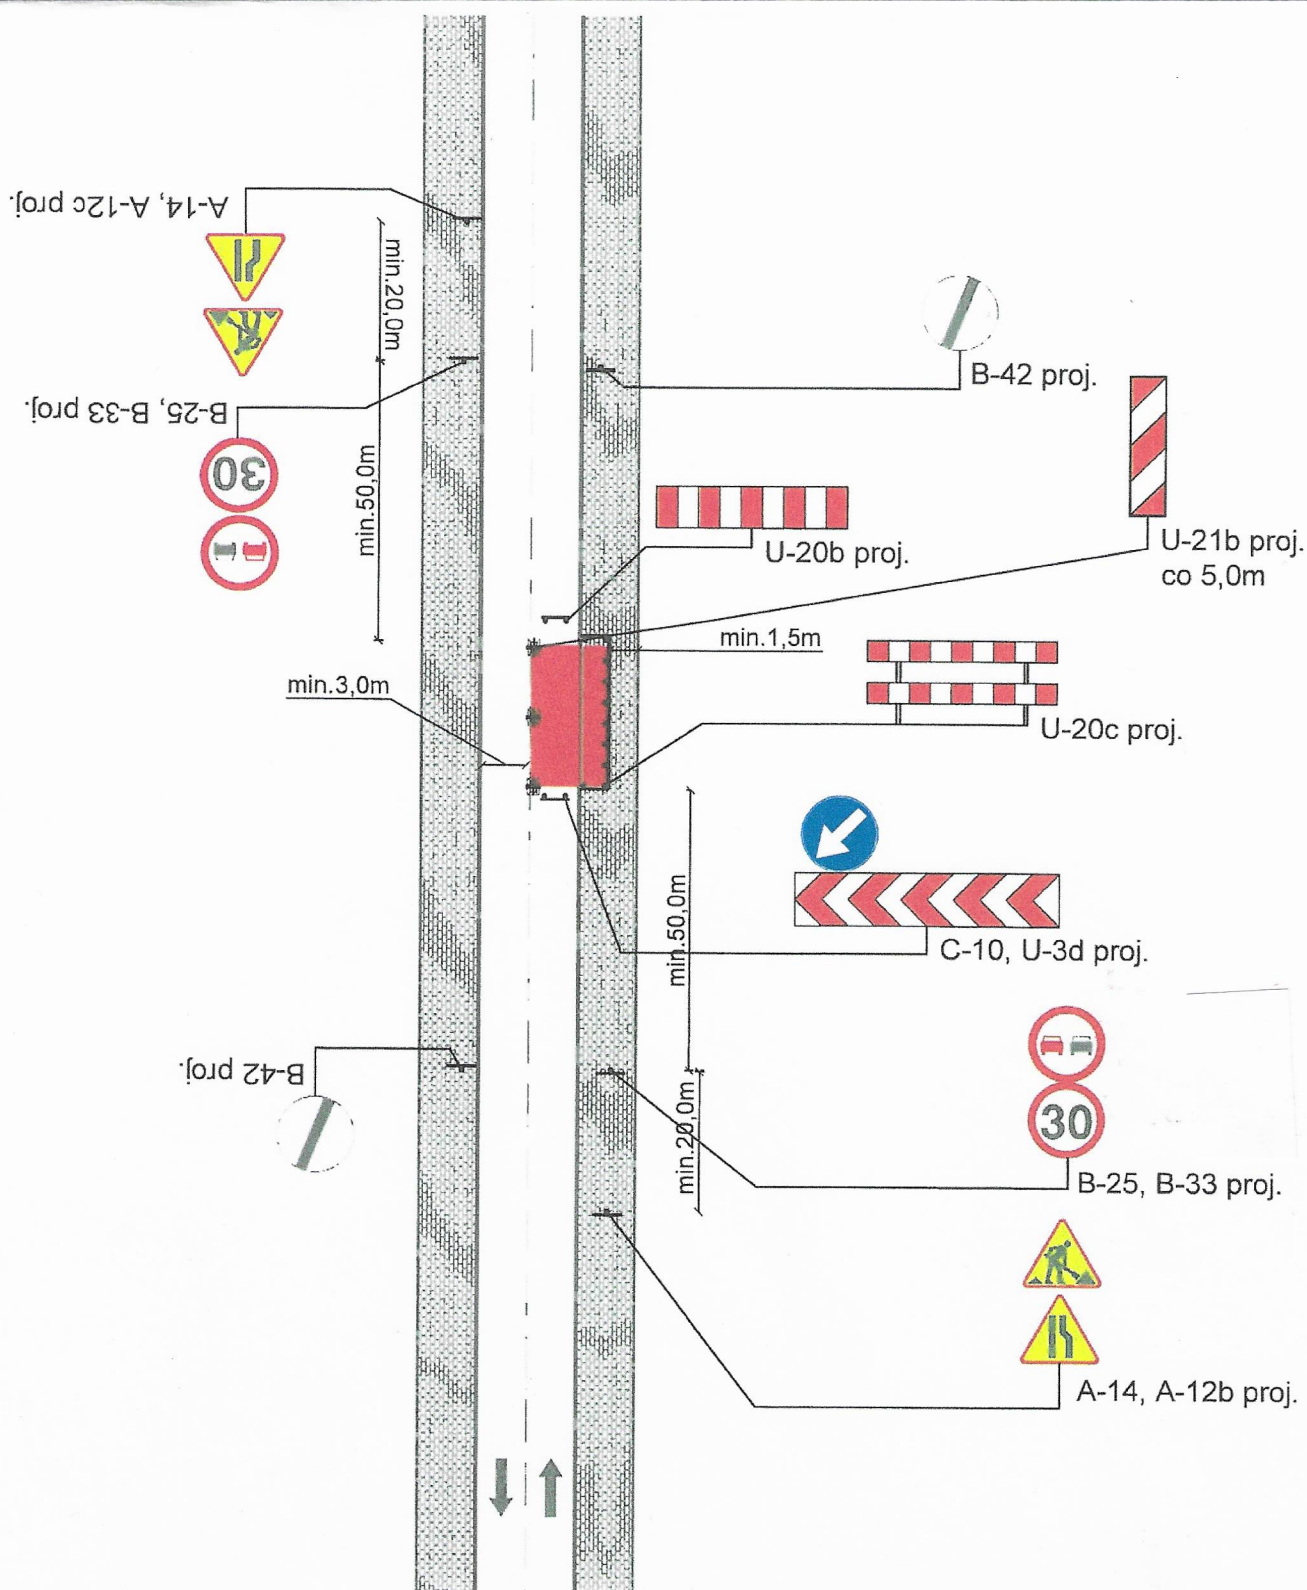 A-14, A-12c proj.
min.20,0m
B-25, B-33 proj.
30
min.50,0m
B-42 proj.
U-20b proj.
U-21b proj.
co 5,0m
min.1,5m
min.3,0m
U-20c proj.
C-10, U-3d proj.
min.50,0m
B-42 proj.
min.20,0m
30
B-25, B-33 proj.
A-14, A-12b proj.